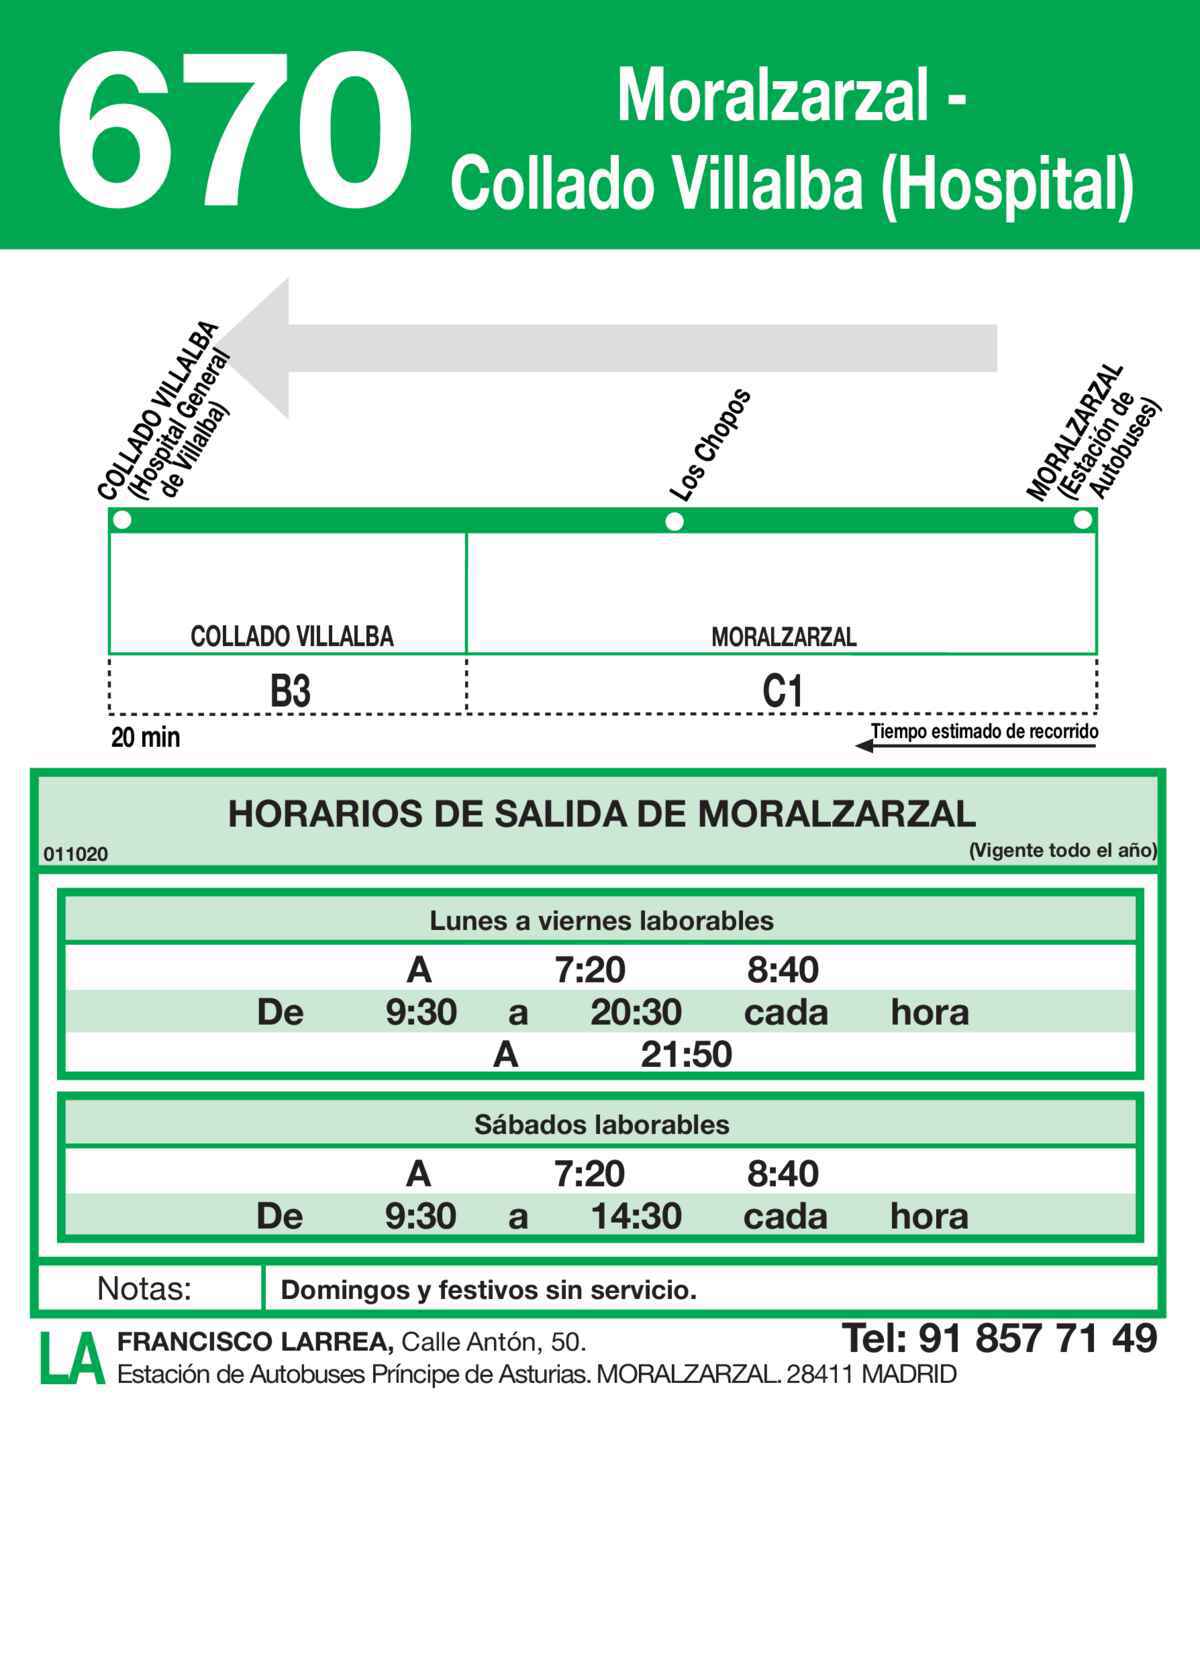 670
Moralzarzal -
Collado Villalba (Hospital)
COLLADO VILLALBA
(Hospital General
de Villalba)
Los Chopos
MORALZARZAL
(Estación de
Autobuses)
COLLADO VILLALBA
MORALZARZAL
B3
C1
20 min
Tiempo estimado de recorrido
HORARIOS DE SALIDA DE MORALZARZAL
011020
(Vigente todo el año)
Lunes a viernes laborables
A 7:20 8:40
De 9:30 a 20:30 cada hora
A 21:50
Sábados laborables
A 7:20 8:40
De 9:30 a 14:30 cada hora
Notas: Domingos y festivos sin servicio.
LA
FRANCISCO LARREA, Calle Antón, 50.
Tel: 91 857 71 49
Estación de Autobuses Príncipe de Asturias. MORALZARZAL. 28411 MADRID